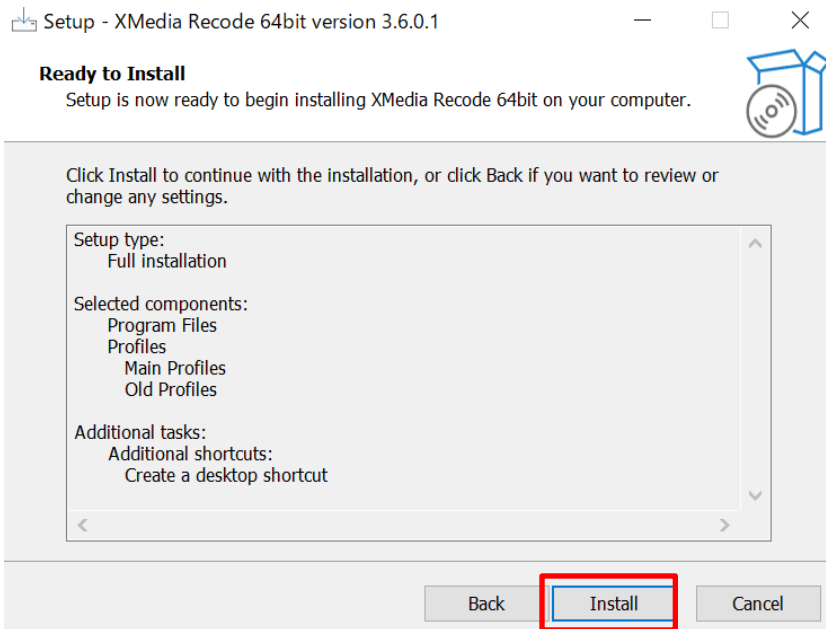 Setup - XMedia Recode 64bit version 3.6.0.1
Ready to Install
Setup is now ready to begin installing XMedia Recode 64bit on your computer.
Click Install to continue with the installation, or click Back if you want to review or
change any settings.
Setup type:
Full installation
Selected components:
Program Files
Profiles
Main Profiles
Old Profiles
Additional tasks:
Additional shortcuts:
Create a desktop shortcut
Back
Install
Cancel